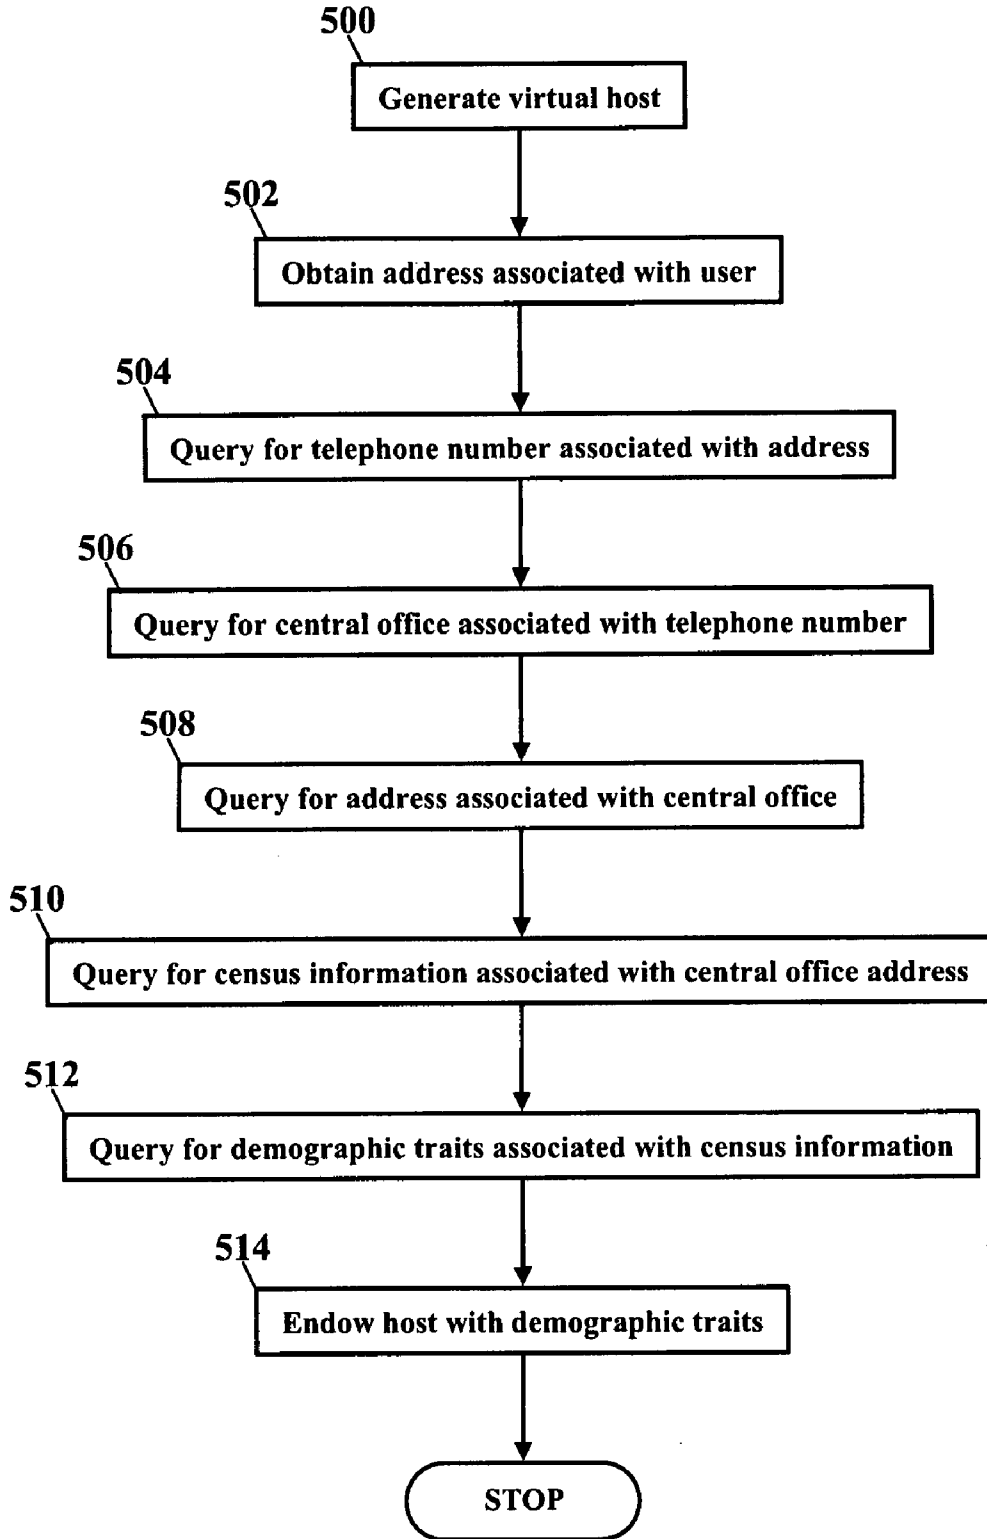 500
Generate virtual host
502
Obtain address associated with user
504
Query for telephone number associated with address
506
Query for central office associated with telephone number
508
Query for address associated with central office
510
Query for census information associated with central office address
512
Query for demographic traits associated with census information
514
Endow host with demographic traits
STOP